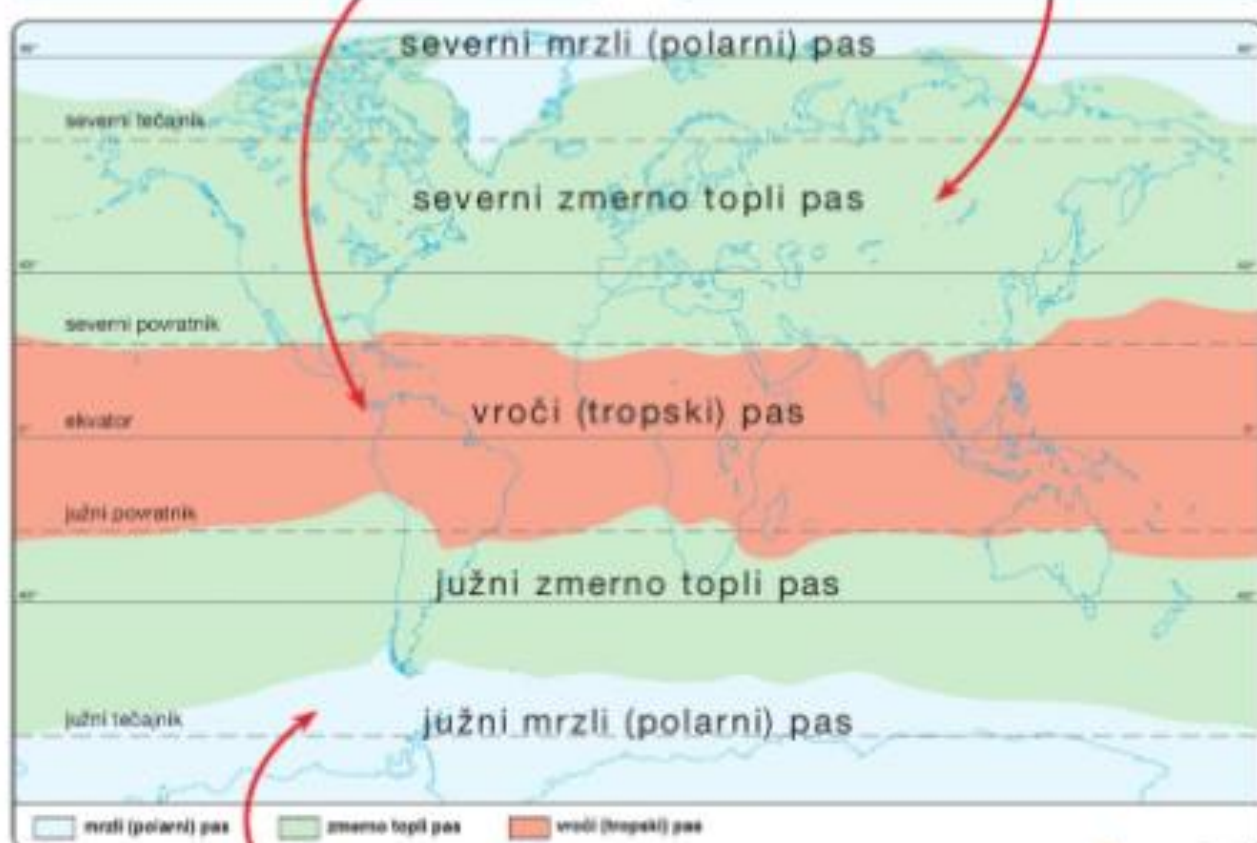 severni mrzli (polarni) pas
severni tečajnik
severni zmerno topli pas
severni povratnik
vroči (tropski) pas
ekvator
južni povratnik
južni zmerno topli pas
južni tečajnik
južni mrzli (polarni) pas
mrzli (polarni) pas zmerno topli pas vroči (tropski) pas